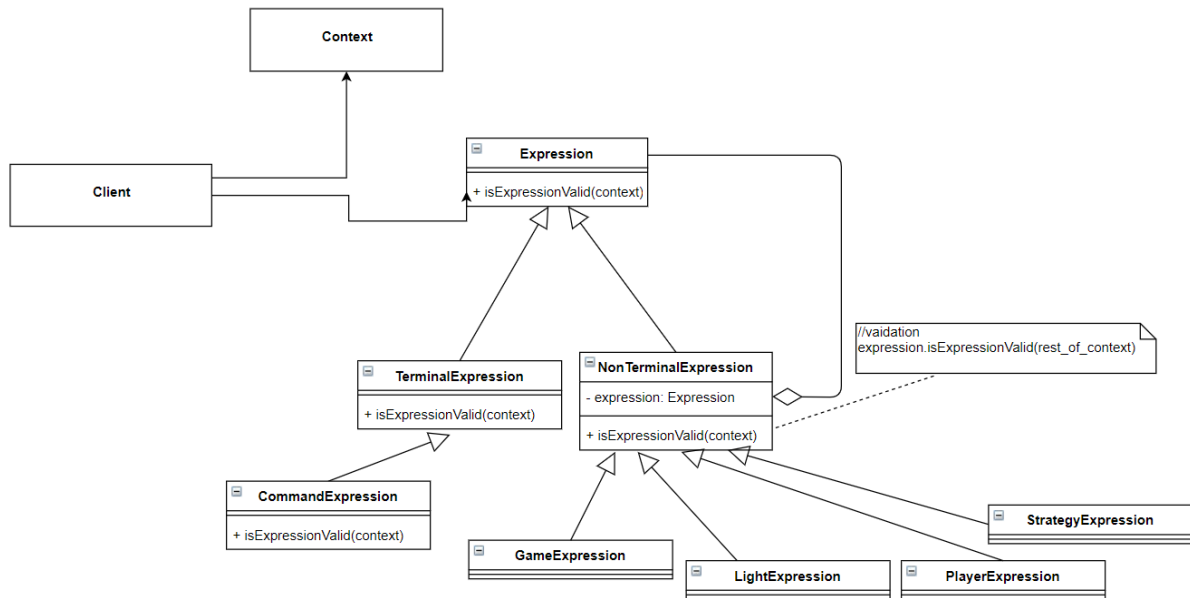 Context
Expression
+ isExpressionValid(context)
Client
//vaidation
expression.isExpressionValid(rest_of_context)
TerminalExpression
+ isExpressionValid(context)
NonTerminalExpression
- expression: Expression
+ isExpressionValid(context)
CommandExpression
+ isExpressionValid(context)
StrategyExpression
GameExpression
LightExpression
PlayerExpression